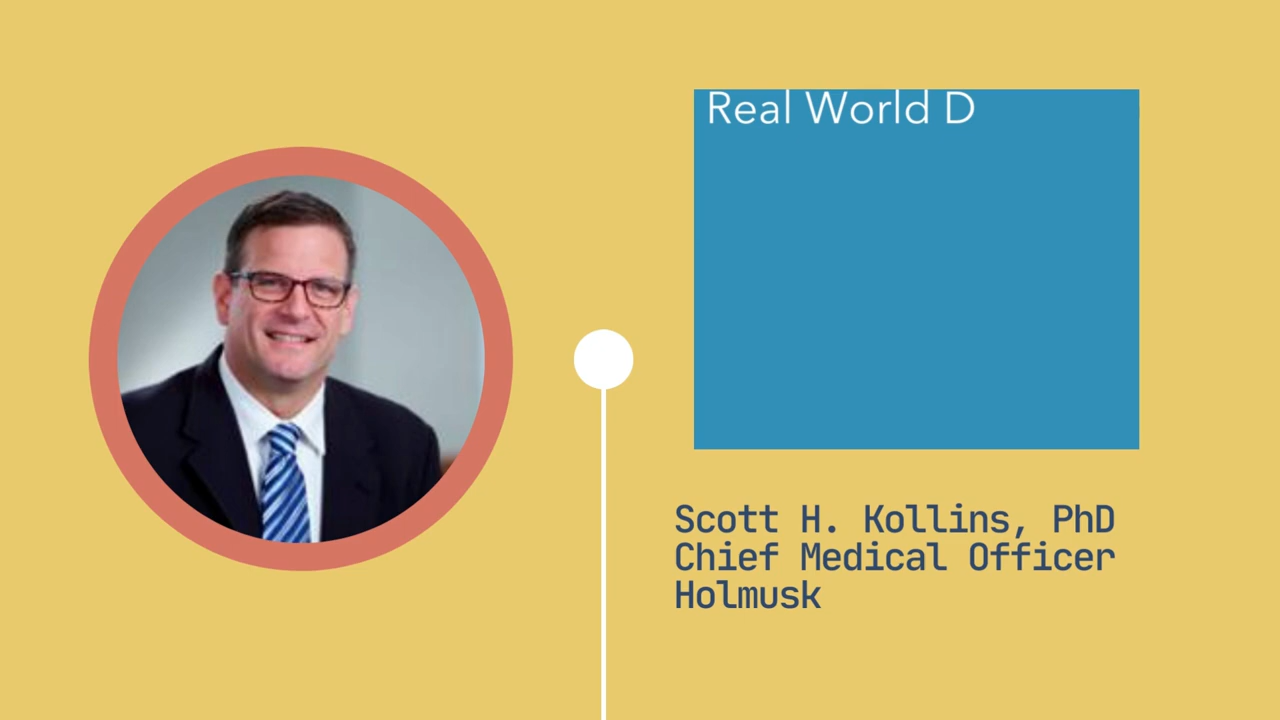 Real World D
Scott H. Kollins, PhD
Chief Medical Officer
Holmusk